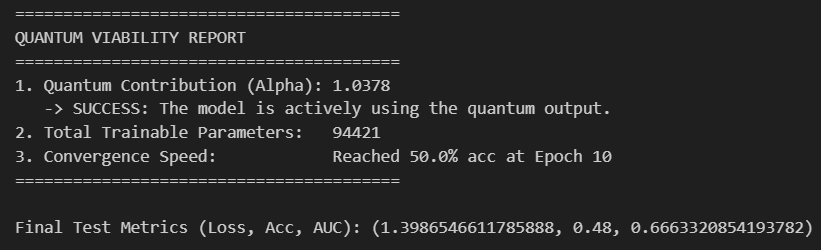 ========================================
QUANTUM VIABILITY REPORT
========================================
1. Quantum Contribution (Alpha): 1.0378
   -> SUCCESS: The model is actively using the quantum output.
2. Total Trainable Parameters:   94421
3. Convergence Speed:            Reached 50.0% acc at Epoch 10
========================================
Final Test Metrics (Loss, Acc, AUC): (1.3986546611785888, 0.48, 0.6663320854193782)